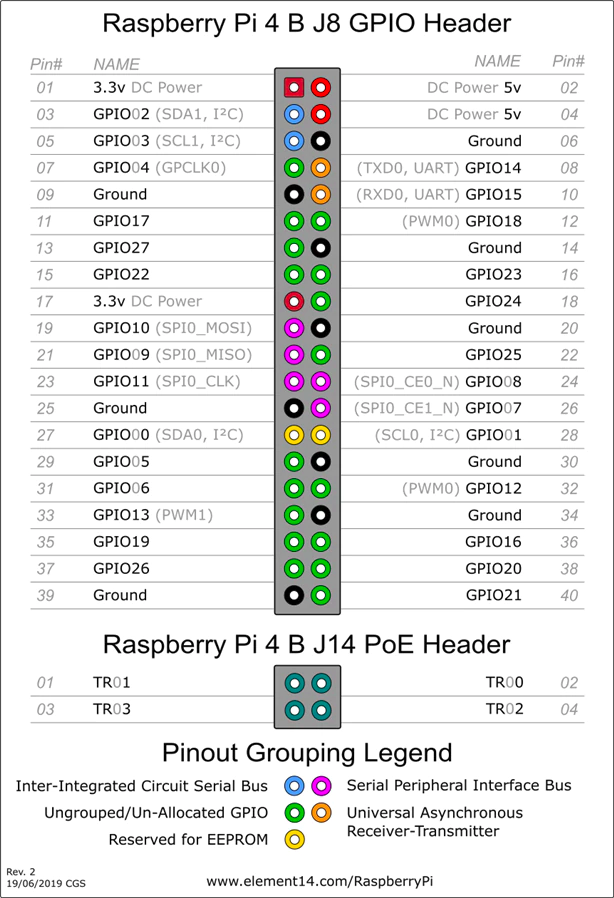 Raspberry Pi 4 B J8 GPIO Header
Pin# NAME NAME Pin#
01 3.3v DC Power DC Power 5v 02
03 GPIO02 (SDA1, I²C) DC Power 5v 04
05 GPIO03 (SCL1, I²C) Ground 06
07 GPIO04 (GPCLK0) (TXD0, UART) GPIO14 08
09 Ground (RXD0, UART) GPIO15 10
11 GPIO17 (PWM0) GPIO18 12
13 GPIO27 Ground 14
15 GPIO22 GPIO23 16
17 3.3v DC Power GPIO24 18
19 GPIO10 (SPI0_MOSI) Ground 20
21 GPIO09 (SPI0_MISO) GPIO25 22
23 GPIO11 (SPI0_CLK) (SPI0_CE0_N) GPIO08 24
25 Ground (SPI0_CE1_N) GPIO07 26
27 GPIO00 (SDA0, I²C) (SCL0, I²C) GPIO01 28
29 GPIO05 Ground 30
31 GPIO06 (PWM0) GPIO12 32
33 GPIO13 (PWM1) Ground 34
35 GPIO19 GPIO16 36
37 GPIO26 GPIO20 38
39 Ground GPIO21 40
Raspberry Pi 4 B J14 PoE Header
01 TR01 TR00 02
03 TR03 TR02 04
Pinout Grouping Legend
Inter-Integrated Circuit Serial Bus Serial Peripheral Interface Bus
Ungrouped/Un-Allocated GPIO Universal Asynchronous
Receiver-Transmitter
Reserved for EEPROM
Rev. 2
19/06/2019 CGS
www.element14.com/RaspberryPi